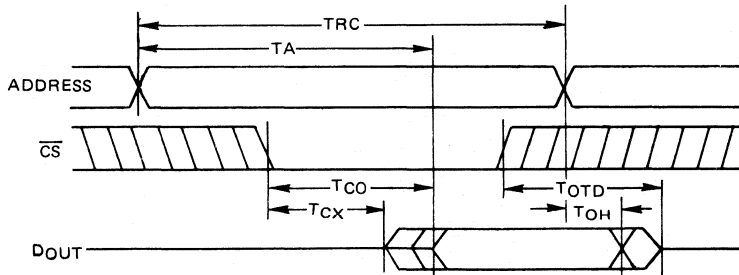 TRC
TA
ADDRESS
CS
TCO
TOTD
TCX
TOH
DOUT